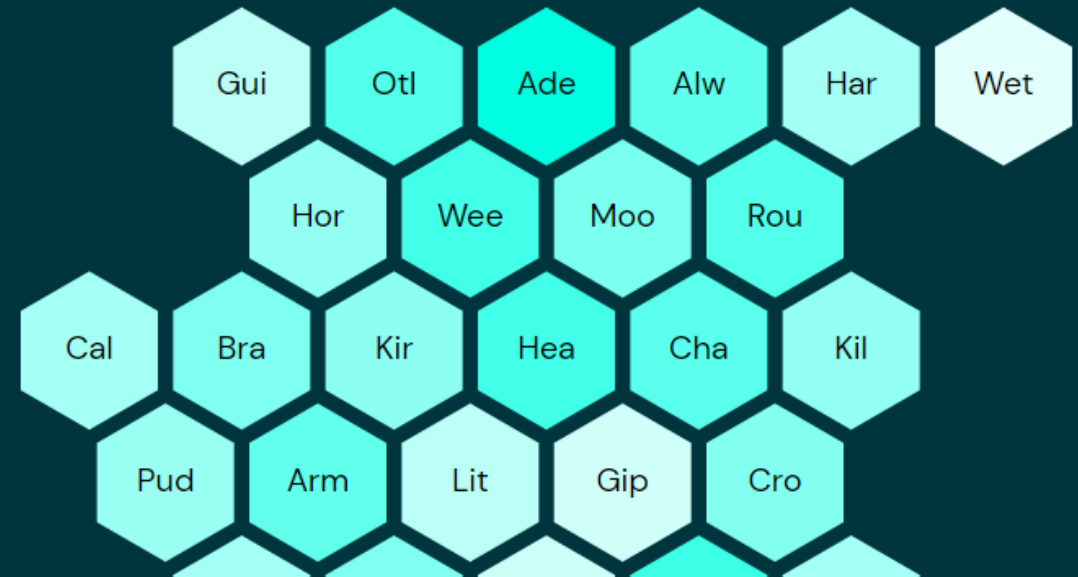 Gui Otl Ade Alw Har Wet
Hor Wee Moo Rou
Cal Bra Kir Hea Cha Kil
Pud Arm Lit Gip Cro